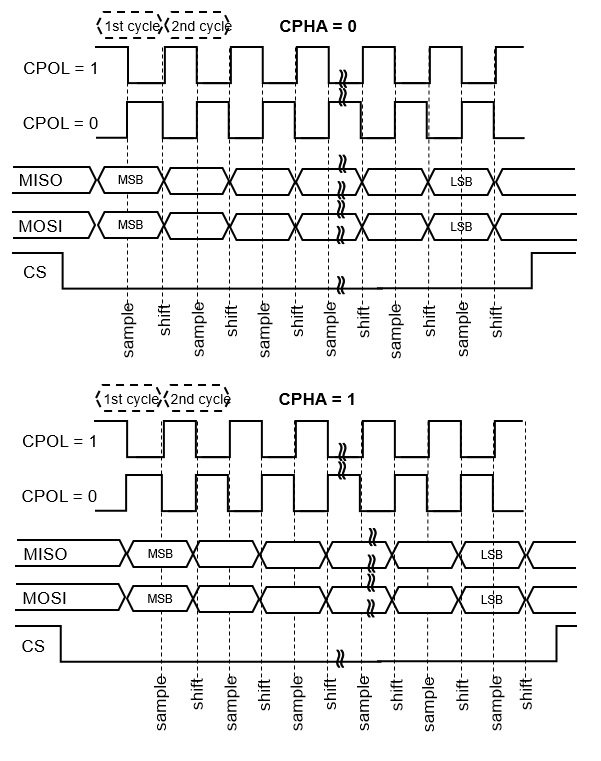 1st cycle 2nd cycle CPHA = 0
CPOL = 1
CPOL = 0
MISO MSB LSB
MOSI MSB LSB
CS
sample shift sample shift sample shift sample shift sample shift sample shift
1st cycle 2nd cycle CPHA = 1
CPOL = 1
CPOL = 0
MISO MSB LSB
MOSI MSB LSB
CS
sample shift sample shift sample shift sample shift sample shift sample shift